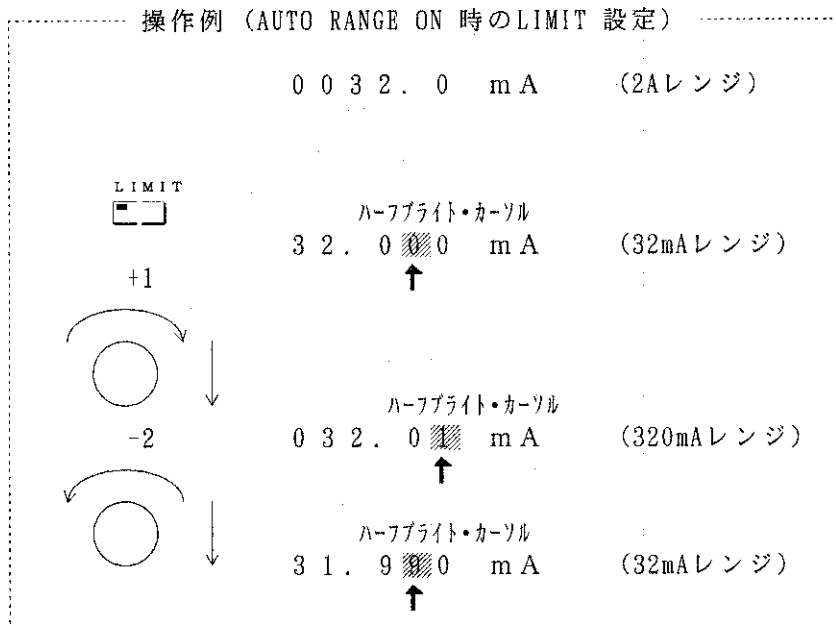 操作例（AUTO RANGE ON 時のLIMIT 設定）
0032.0 mA （2Aレンジ）
LIMIT
ハーフブライト・カーソル
32.000 mA （32mAレンジ）
+1
ハーフブライト・カーソル
-2 032.01 mA （320mAレンジ）
ハーフブライト・カーソル
31.990 mA （32mAレンジ）